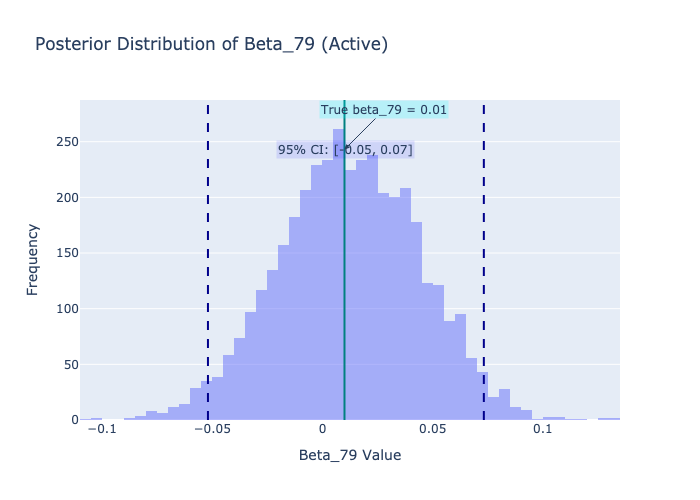 Posterior Distribution of Beta_79 (Active)
True beta_79 = 0.01
95% CI: [-0.05, 0.07]
250
200
150
100
50
0
Frequency
−0.1
−0.05
0
0.05
0.1
Beta_79 Value